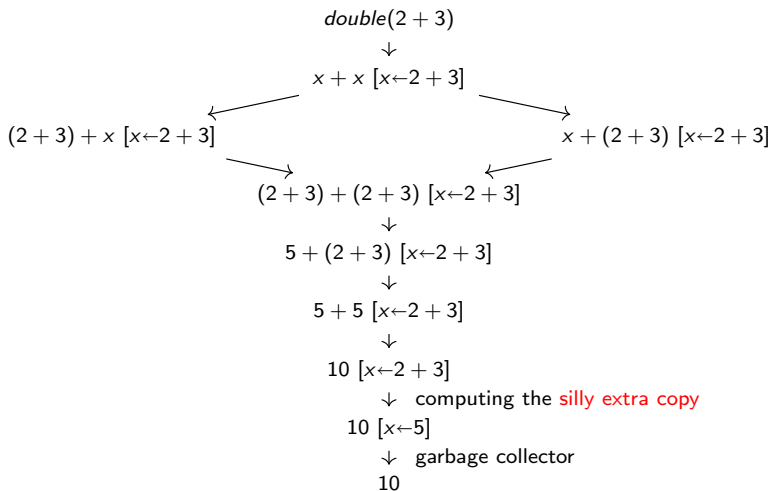 double(2 + 3)
↓
x + x [x←2 + 3]
(2 + 3) + x [x←2 + 3] x + (2 + 3) [x←2 + 3]
(2 + 3) + (2 + 3) [x←2 + 3]
↓
5 + (2 + 3) [x←2 + 3]
↓
5 + 5 [x←2 + 3]
↓
10 [x←2 + 3]
↓ computing the silly extra copy
10 [x←5]
↓ garbage collector
10